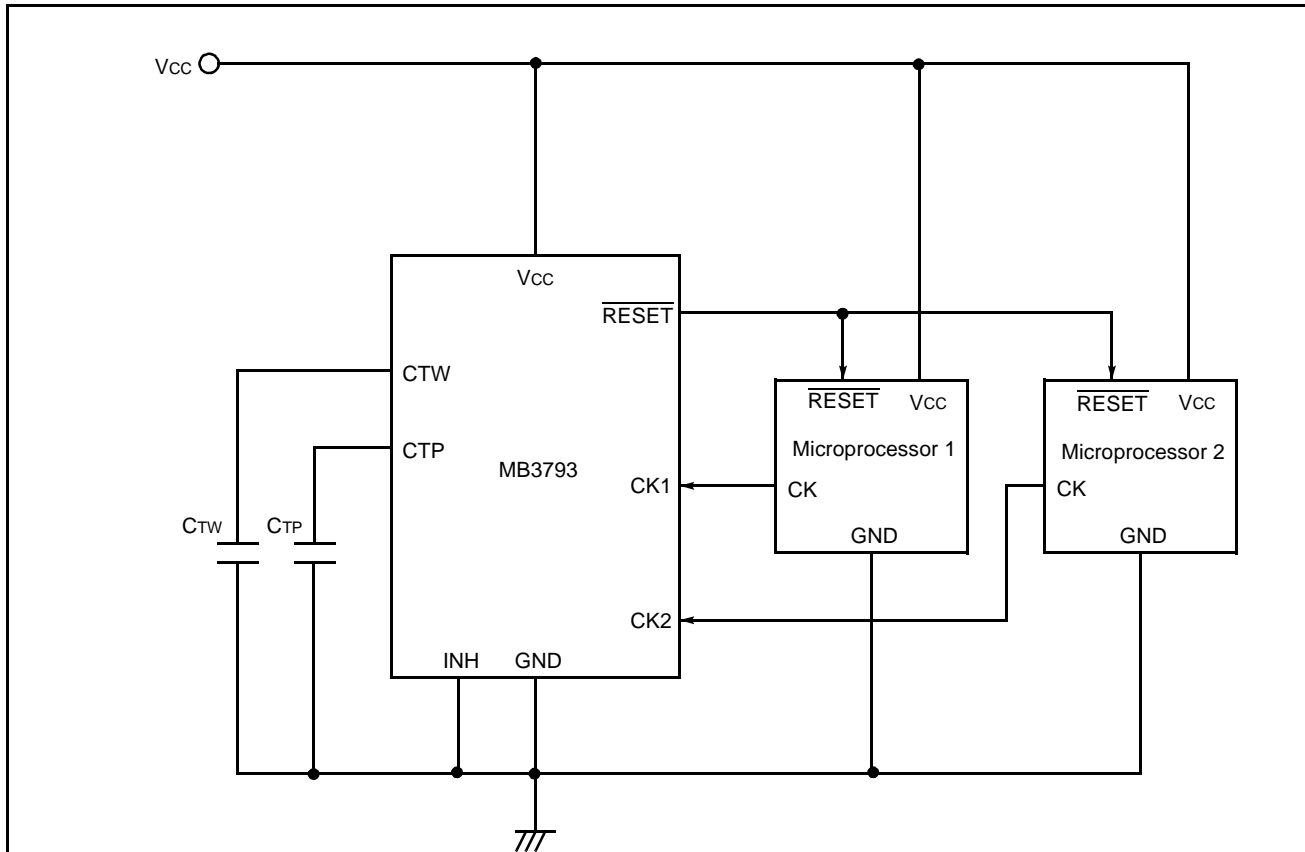 VCC
VCC
RESET
CTW
RESET VCC
RESET VCC
CTP
Microprocessor 1
Microprocessor 2
MB3793
CK1
CK
CK
CTW
CTP
GND
GND
CK2
INH GND